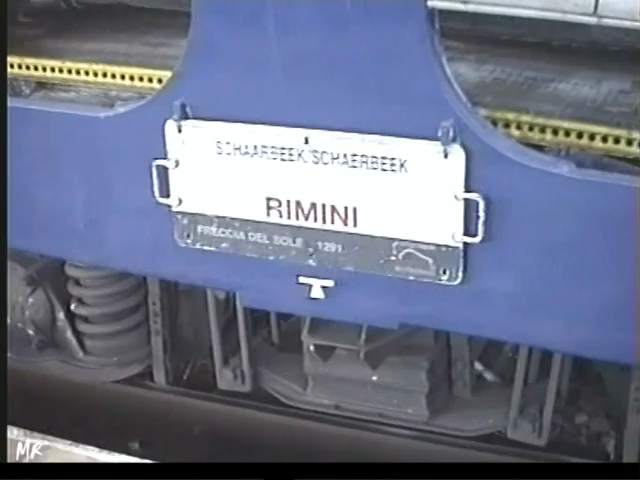 SCHAARBEEK/SCHAERBEEK
RIMINI
FRECCIA DEL SOLE 1291
MR